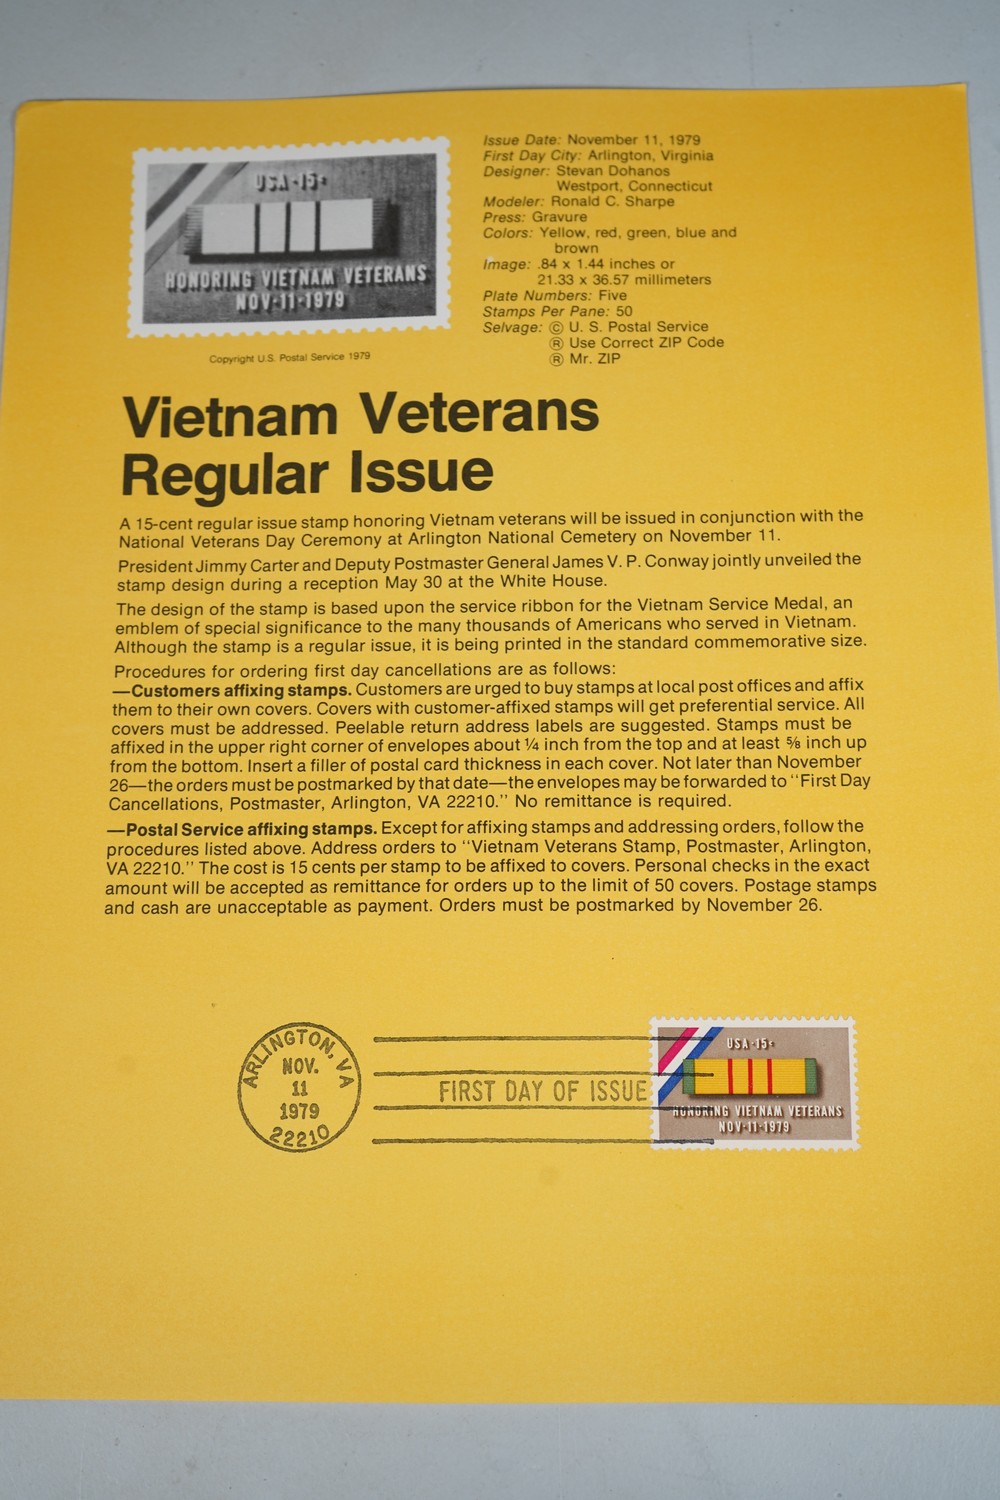 USA·15c
HONORING VIETNAM VETERANS
NOV·11·1979
Copyright U.S. Postal Service 1979
Issue Date: November 11, 1979
First Day City: Arlington, Virginia
Designer: Stevan Dohanos
Westport, Connecticut
Modeler: Ronald C. Sharpe
Press: Gravure
Colors: Yellow, red, green, blue and
brown
Image: .84 x 1.44 inches or
21.33 x 36.57 millimeters
Plate Numbers: Five
Stamps Per Pane: 50
Selvage: © U. S. Postal Service
® Use Correct ZIP Code
® Mr. ZIP
Vietnam Veterans
Regular Issue
A 15-cent regular issue stamp honoring Vietnam veterans will be issued in conjunction with the
National Veterans Day Ceremony at Arlington National Cemetery on November 11.
President Jimmy Carter and Deputy Postmaster General James V. P. Conway jointly unveiled the
stamp design during a reception May 30 at the White House.
The design of the stamp is based upon the service ribbon for the Vietnam Service Medal, an
emblem of special significance to the many thousands of Americans who served in Vietnam.
Although the stamp is a regular issue, it is being printed in the standard commemorative size.
Procedures for ordering first day cancellations are as follows:
—Customers affixing stamps. Customers are urged to buy stamps at local post offices and affix
them to their own covers. Covers with customer-affixed stamps will get preferential service. All
covers must be addressed. Peelable return address labels are suggested. Stamps must be
affixed in the upper right corner of envelopes about ¼ inch from the top and at least ⅝ inch up
from the bottom. Insert a filler of postal card thickness in each cover. Not later than November
26—the orders must be postmarked by that date—the envelopes may be forwarded to "First Day
Cancellations, Postmaster, Arlington, VA 22210." No remittance is required.
—Postal Service affixing stamps. Except for affixing stamps and addressing orders, follow the
procedures listed above. Address orders to "Vietnam Veterans Stamp, Postmaster, Arlington,
VA 22210." The cost is 15 cents per stamp to be affixed to covers. Personal checks in the exact
amount will be accepted as remittance for orders up to the limit of 50 covers. Postage stamps
and cash are unacceptable as payment. Orders must be postmarked by November 26.
ARLINGTON, VA
NOV.
11
1979
22210
FIRST DAY OF ISSUE
USA·15c
HONORING VIETNAM VETERANS
NOV·11·1979